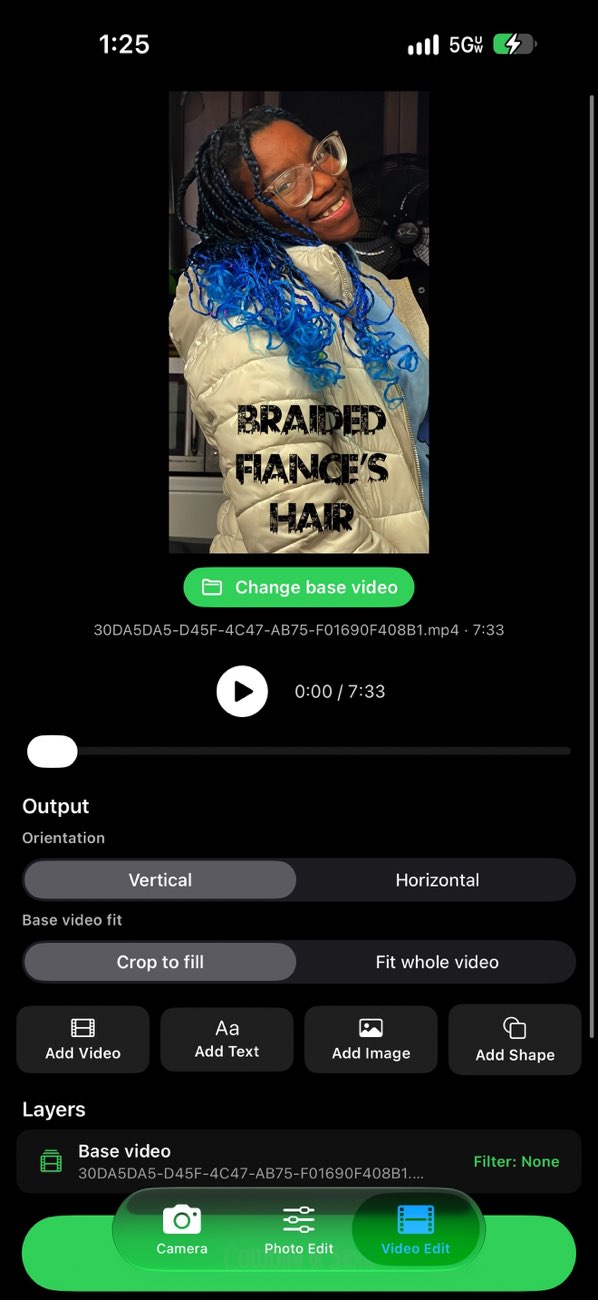 1:25
5GUW
BRAIDED
FIANCE'S
HAIR
Change base video
30DA5DA5-D45F-4C47-AB75-F01690F408B1.mp4 · 7:33
0:00 / 7:33
Output
Orientation
Vertical Horizontal
Base video fit
Crop to fill Fit whole video
Add Video Aa Add Text Add Image Add Shape
Layers
Base video
30DA5DA5-D45F-4C47-AB75-F01690F408B1.... Filter: None
Camera Photo Edit Video Edit